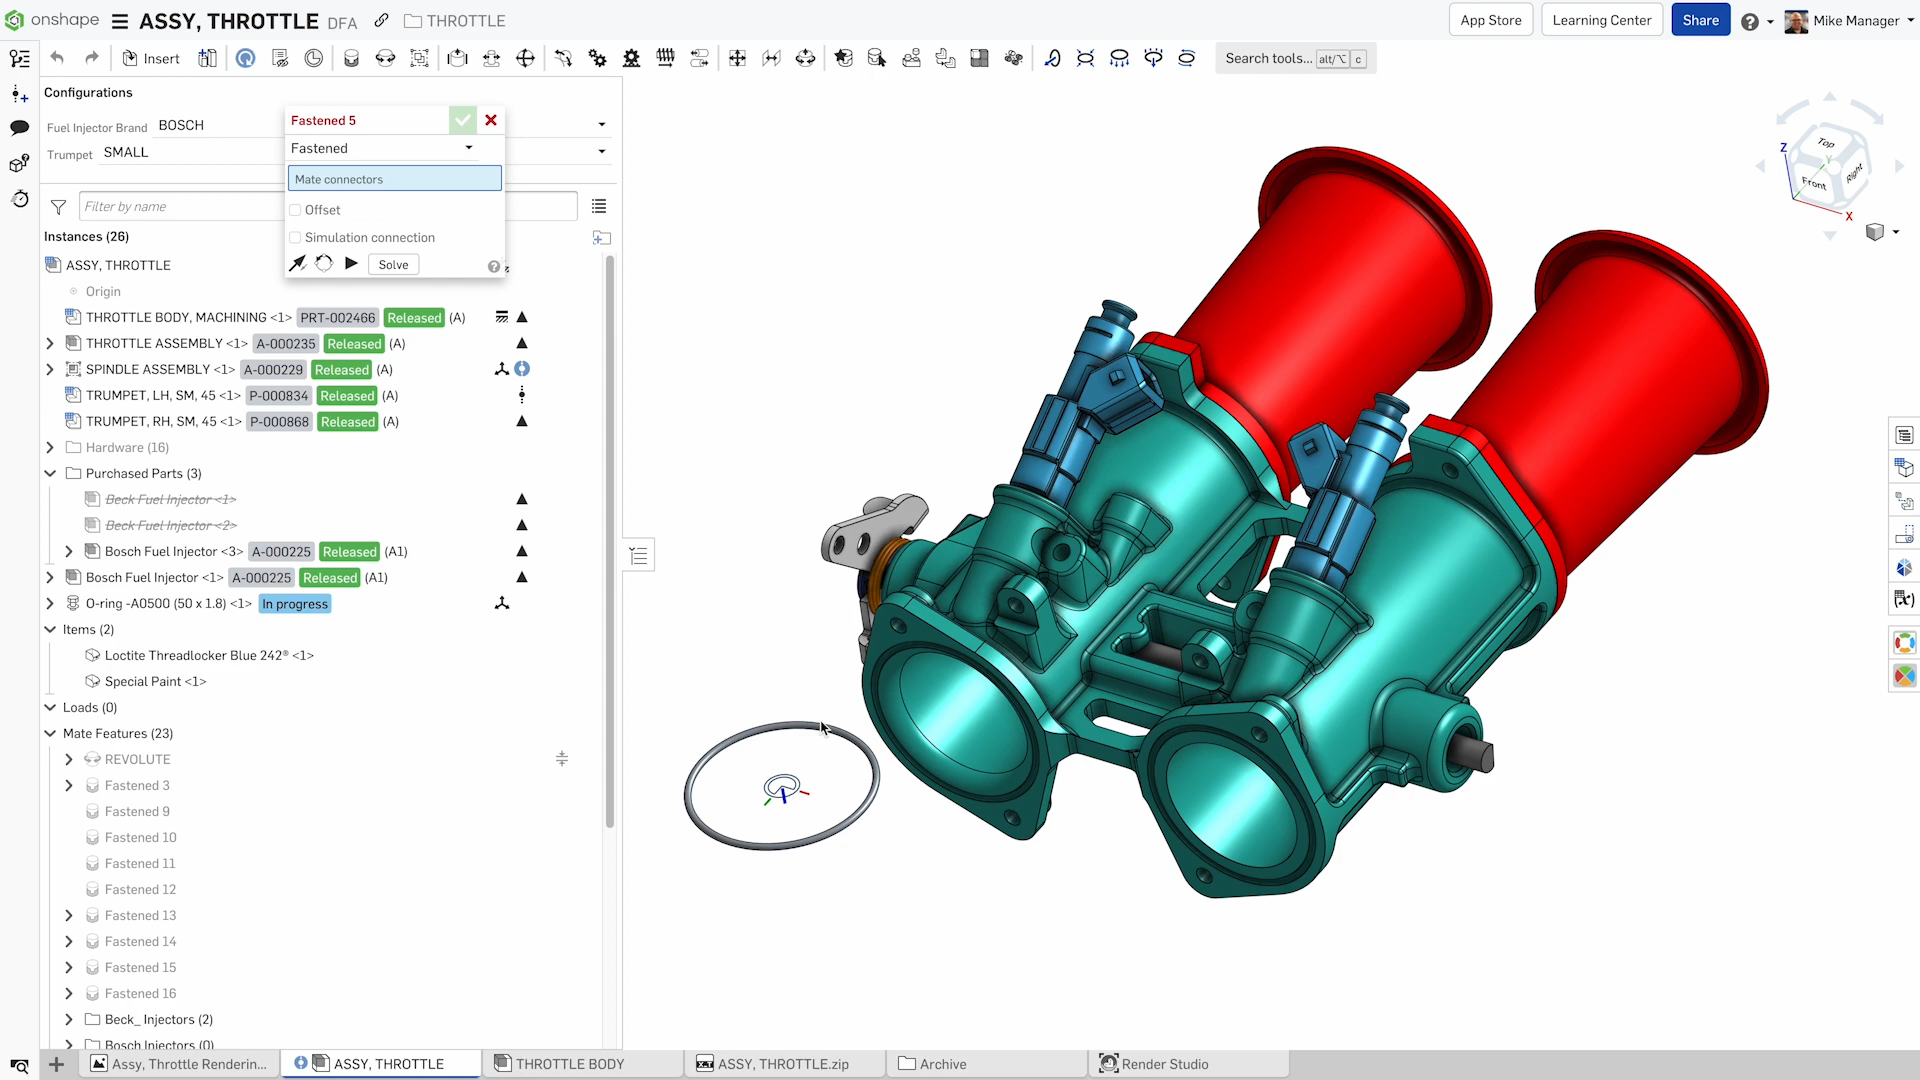 onshape ASSY, THROTTLE DFA THROTTLE App Store Learning Center Share Mike Manager
Insert Search tools... alt/⌥ c
Configurations
Fuel Injector Brand BOSCH
Trumpet SMALL
Fastened 5
Fastened
Mate connectors
Offset
Simulation connection
Solve
Filter by name
Instances (26)
ASSY, THROTTLE
Origin
THROTTLE BODY, MACHINING <1> PRT-002466 Released (A)
THROTTLE ASSEMBLY <1> A-000235 Released (A)
SPINDLE ASSEMBLY <1> A-000229 Released (A)
TRUMPET, LH, SM, 45 <1> P-000834 Released (A)
TRUMPET, RH, SM, 45 <1> P-000868 Released (A)
Hardware (16)
Purchased Parts (3)
Beck Fuel Injector <1>
Beck Fuel Injector <2>
Bosch Fuel Injector <3> A-000225 Released (A1)
Bosch Fuel Injector <1> A-000225 Released (A1)
O-ring -A0500 (50 x 1.8) <1> In progress
Items (2)
Loctite Threadlocker Blue 242® <1>
Special Paint <1>
Loads (0)
Mate Features (23)
REVOLUTE
Fastened 3
Fastened 9
Fastened 10
Fastened 11
Fastened 12
Fastened 13
Fastened 14
Fastened 15
Fastened 16
Beck_ Injectors (2)
Bosch Injectors (0)
Top
Front
Right
Z
Y
X
Assy, Throttle Renderin... ASSY, THROTTLE THROTTLE BODY ASSY, THROTTLE.zip Archive Render Studio